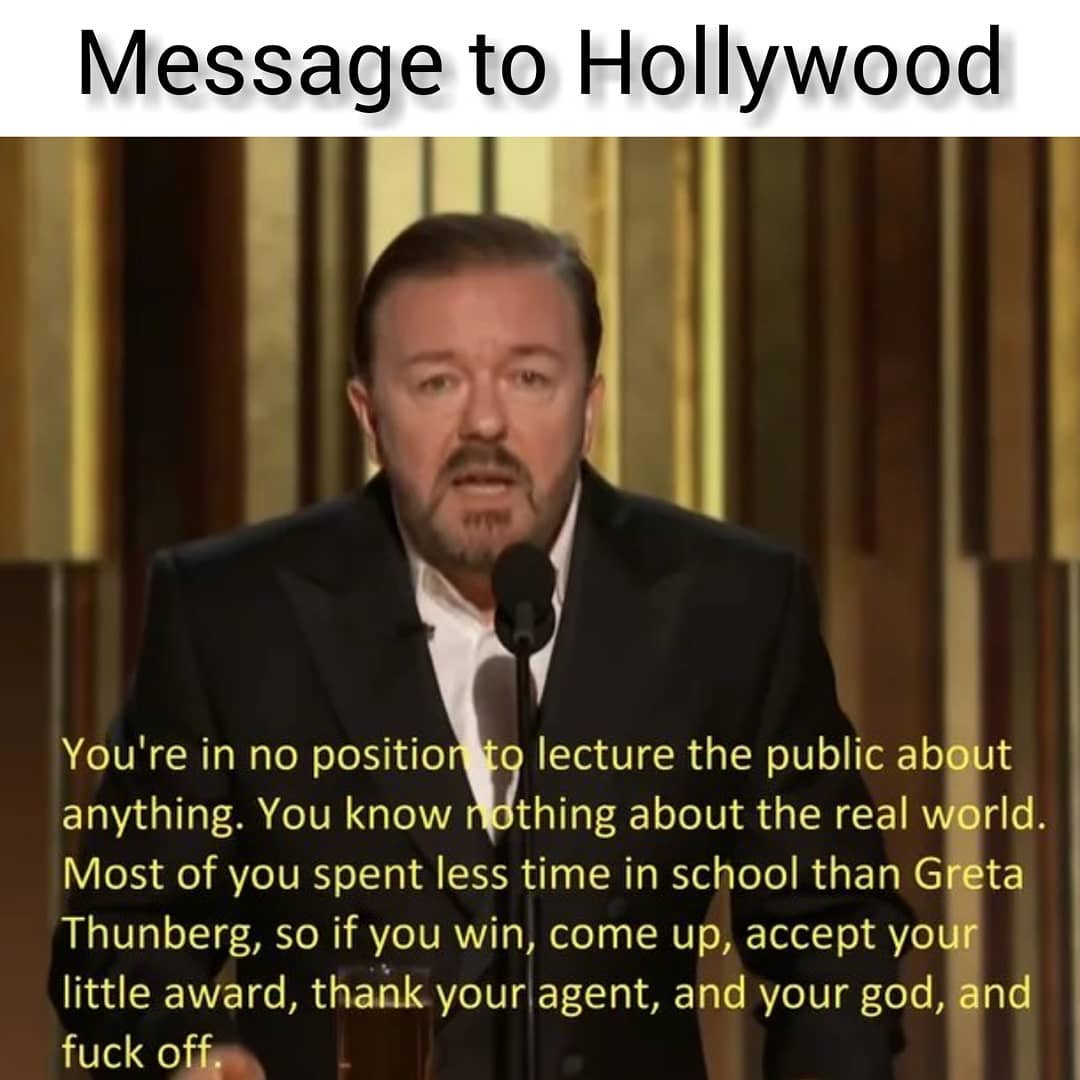 Message to Hollywood
You're in no position to lecture the public about
anything. You know nothing about the real world.
Most of you spent less time in school than Greta
Thunberg, so if you win, come up, accept your
little award, thank your agent, and your god, and
fuck off.